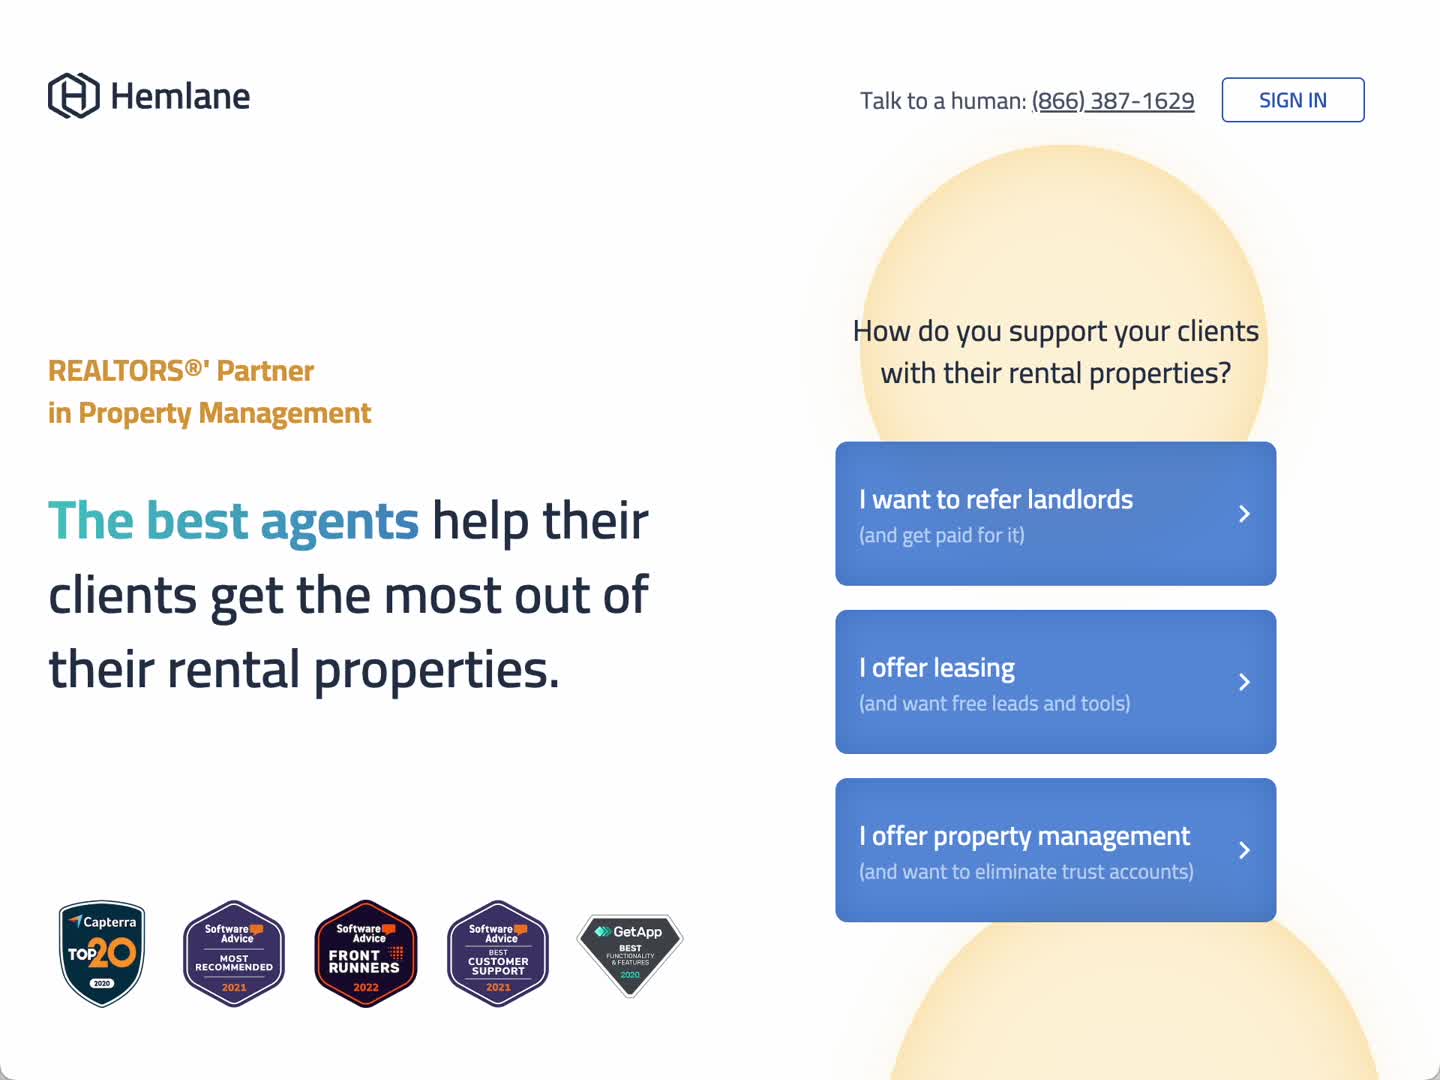 Hemlane
Talk to a human: (866) 387-1629
SIGN IN
REALTORS®' Partner
in Property Management
The best agents help their
clients get the most out of
their rental properties.
How do you support your clients
with their rental properties?
I want to refer landlords
(and get paid for it)
I offer leasing
(and want free leads and tools)
I offer property management
(and want to eliminate trust accounts)
Capterra
TOP20
2020
Software
Advice
MOST
RECOMMENDED
2021
Software
Advice
FRONT
RUNNERS
2022
Software
Advice
BEST
CUSTOMER
SUPPORT
2021
GetApp
BEST
FUNCTIONALITY
& FEATURES
2020